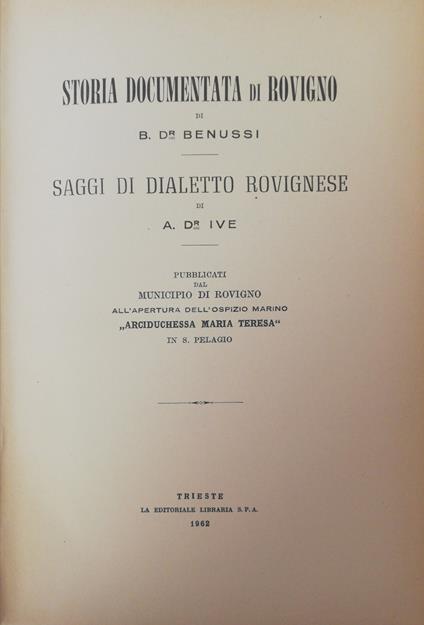 STORIA DOCUMENTATA DI ROVIGNO
DI
B. DR BENUSSI
SAGGI DI DIALETTO ROVIGNESE
DI
A. DR IVE
PUBBLICATI
DAL
MUNICIPIO DI ROVIGNO
ALL'APERTURA DELL'OSPIZIO MARINO
„ARCIDUCHESSA MARIA TERESA“
IN S. PELAGIO
TRIESTE
LA EDITORIALE LIBRARIA S. P. A.
1962